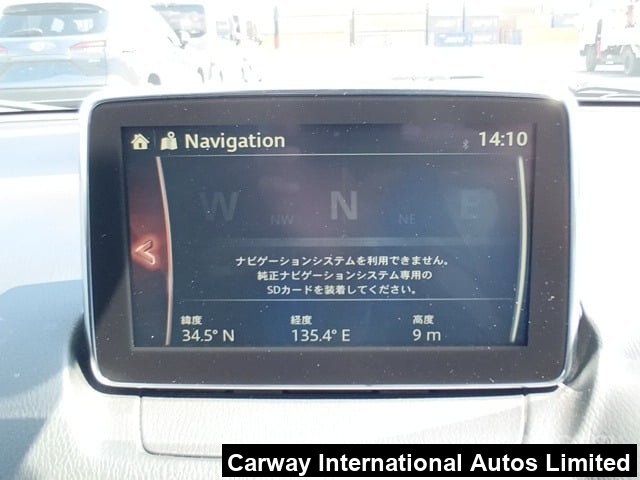 Navigation 14:10
W NW N NE E
ナビゲーションシステムを利用できません。
純正ナビゲーションシステム専用の
SDカードを装着してください。
緯度 経度 高度
34.5° N 135.4° E 9 m
Carway International Autos Limited